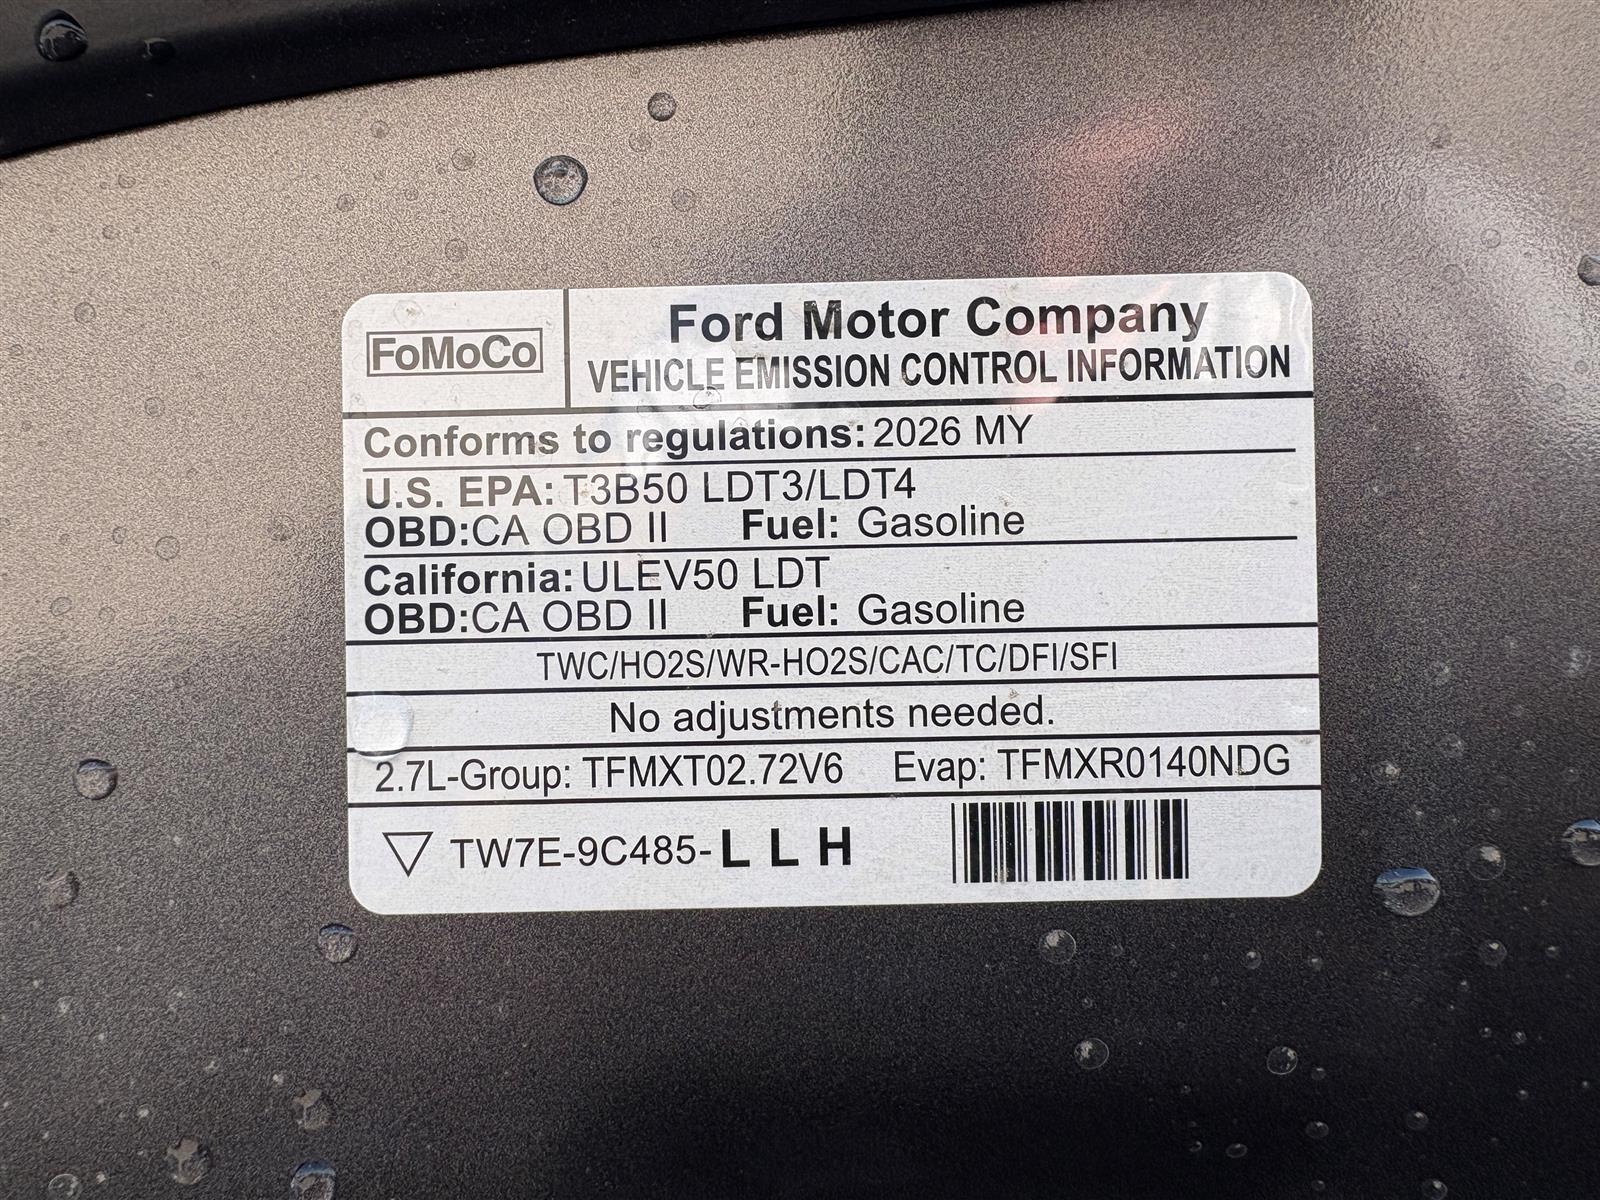 FoMoCo
Ford Motor Company
VEHICLE EMISSION CONTROL INFORMATION
Conforms to regulations: 2026 MY
U.S. EPA: T3B50 LDT3/LDT4
OBD: CA OBD II Fuel: Gasoline
California: ULEV50 LDT
OBD: CA OBD II Fuel: Gasoline
TWC/HO2S/WR-HO2S/CAC/TC/DFI/SFI
No adjustments needed.
2.7L-Group: TFMXT02.72V6 Evap: TFMXR0140NDG
TW7E-9C485-L L H